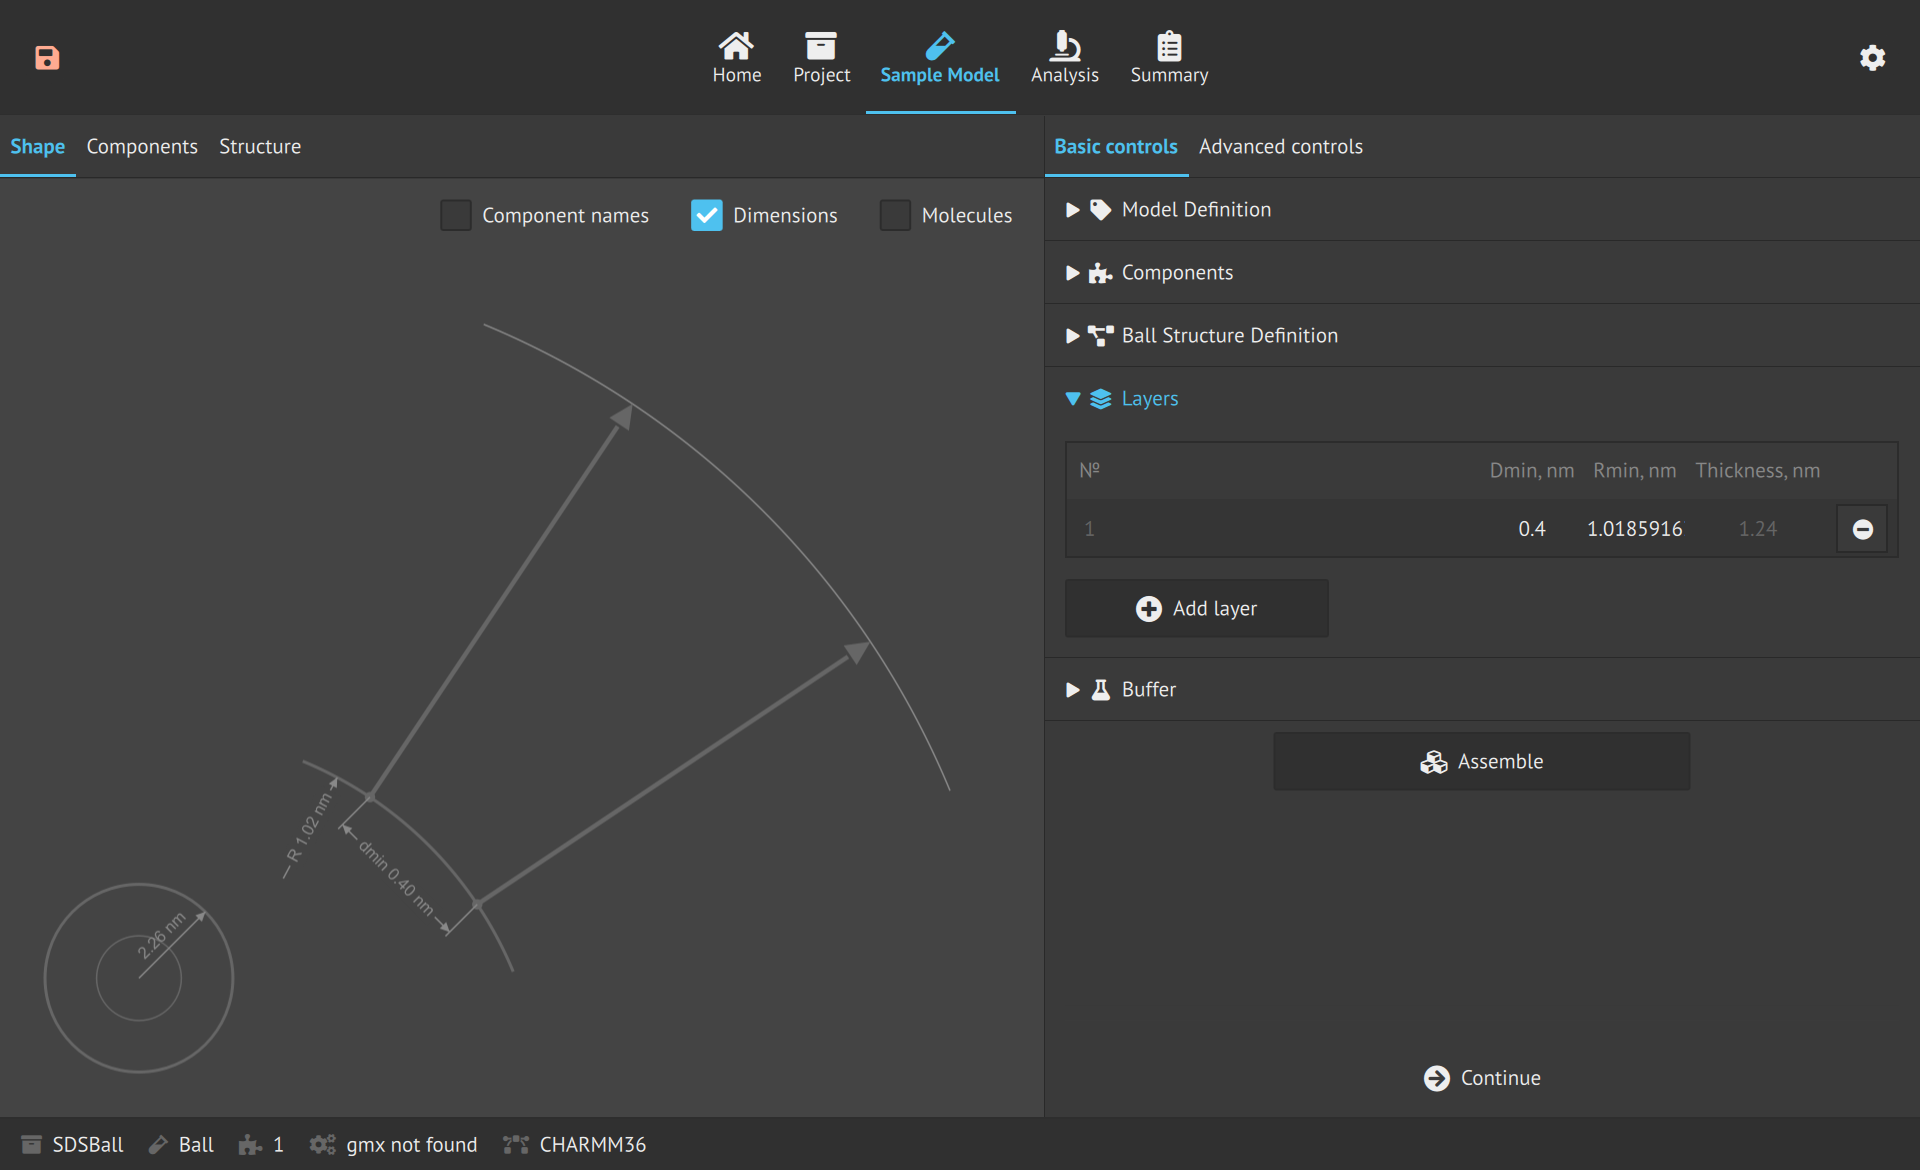 Home Project Sample Model Analysis Summary
Shape Components Structure
Component names Dimensions Molecules
R 1.02 nm
dmin 0.40 nm
2.26 nm
Basic controls Advanced controls
Model Definition
Components
Ball Structure Definition
Layers
№ Dmin, nm Rmin, nm Thickness, nm
1 0.4 1.0185916 1.24
Add layer
Buffer
Assemble
Continue
SDSBall Ball 1 gmx not found CHARMM36